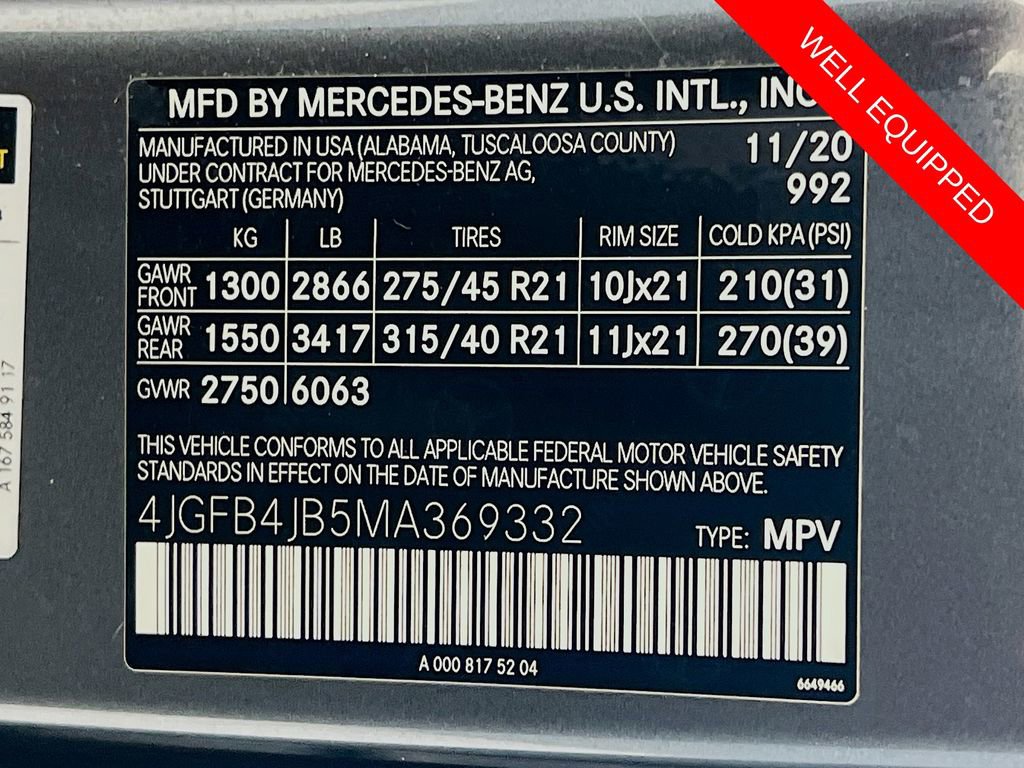 WELL EQUIPPED
MFD BY MERCEDES-BENZ U.S. INTL., INC
MANUFACTURED IN USA (ALABAMA, TUSCALOOSA COUNTY) 11/20
UNDER CONTRACT FOR MERCEDES-BENZ AG, 992
STUTTGART (GERMANY)
KG LB TIRES RIM SIZE COLD KPA (PSI)
GAWR FRONT 1300 2866 275/45 R21 10Jx21 210(31)
GAWR REAR 1550 3417 315/40 R21 11Jx21 270(39)
GVWR 2750 6063
THIS VEHICLE CONFORMS TO ALL APPLICABLE FEDERAL MOTOR VEHICLE SAFETY
STANDARDS IN EFFECT ON THE DATE OF MANUFACTURE SHOWN ABOVE.
4JGFB4JB5MA369332 TYPE: MPV
A 000 817 52 04
6649466
A 167 584 91 17